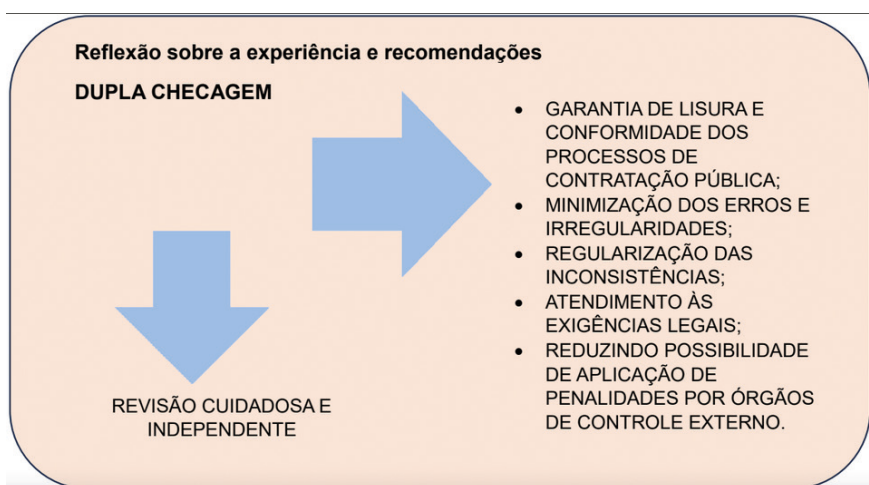 Reflexão sobre a experiência e recomendações
DUPLA CHECAGEM
• GARANTIA DE LISURA E
CONFORMIDADE DOS
PROCESSOS DE
CONTRATAÇÃO PÚBLICA;
• MINIMIZAÇÃO DOS ERROS E
IRREGULARIDADES;
• REGULARIZAÇÃO DAS
INCONSISTÊNCIAS;
• ATENDIMENTO ÀS
EXIGÊNCIAS LEGAIS;
• REDUZINDO POSSIBILIDADE
DE APLICAÇÃO DE
PENALIDADES POR ÓRGÃOS
DE CONTROLE EXTERNO.
REVISÃO CUIDADOSA E
INDEPENDENTE